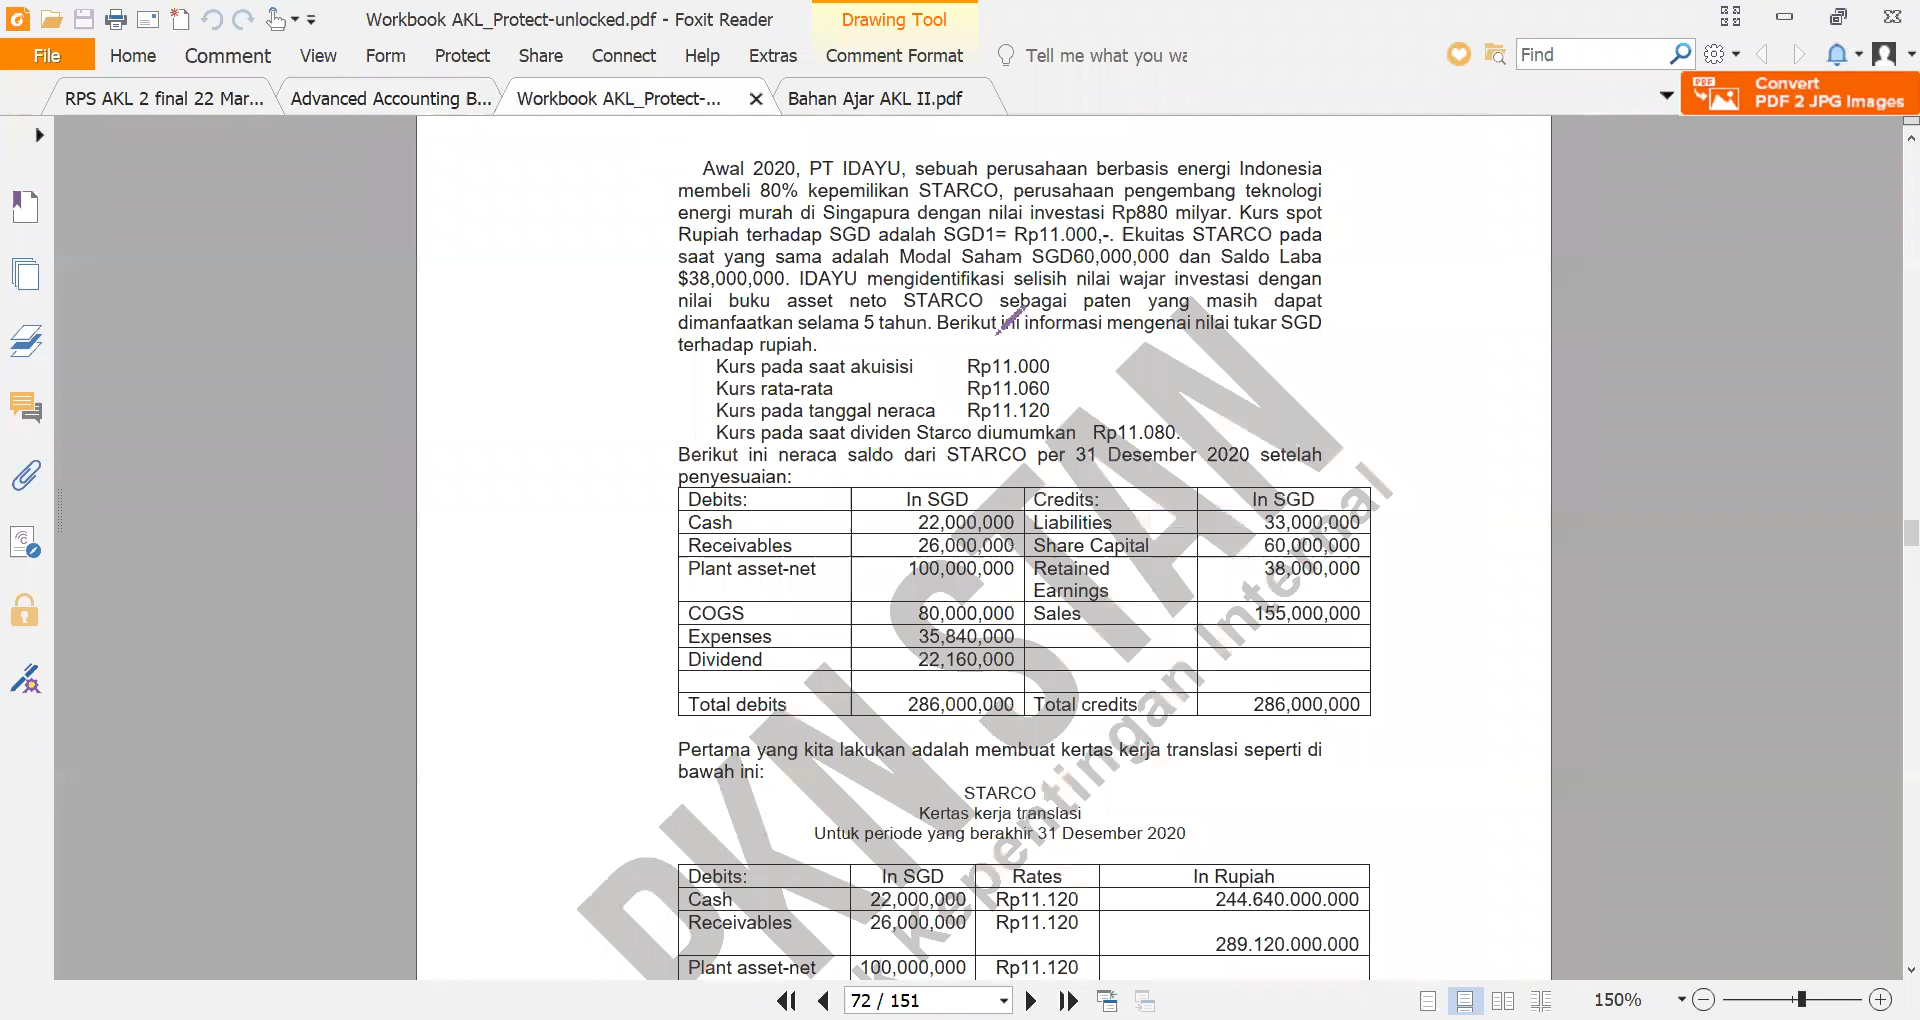 Workbook AKL_Protect-unlocked.pdf - Foxit Reader
Drawing Tool
File
Home
Comment
View
Form
Protect
Share
Connect
Help
Extras
Comment Format
Tell me what you wa
Find
RPS AKL 2 final 22 Mar...
Advanced Accounting B...
Workbook AKL_Protect-...
Bahan Ajar AKL II.pdf
PDF
Convert
PDF 2 JPG Images
Awal 2020, PT IDAYU, sebuah perusahaan berbasis energi Indonesia
membeli 80% kepemilikan STARCO, perusahaan pengembang teknologi
energi murah di Singapura dengan nilai investasi Rp880 milyar. Kurs spot
Rupiah terhadap SGD adalah SGD1= Rp11.000,-. Ekuitas STARCO pada
saat yang sama adalah Modal Saham SGD60,000,000 dan Saldo Laba
$38,000,000. IDAYU mengidentifikasi selisih nilai wajar investasi dengan
nilai buku asset neto STARCO sebagai paten yang masih dapat
dimanfaatkan selama 5 tahun. Berikut ini informasi mengenai nilai tukar SGD
terhadap rupiah.
Kurs pada saat akuisisi Rp11.000
Kurs rata-rata Rp11.060
Kurs pada tanggal neraca Rp11.120
Kurs pada saat dividen Starco diumumkan Rp11.080.
Berikut ini neraca saldo dari STARCO per 31 Desember 2020 setelah
penyesuaian:
Debits: In SGD Credits: In SGD
Cash 22,000,000 Liabilities 33,000,000
Receivables 26,000,000 Share Capital 60,000,000
Plant asset-net 100,000,000 Retained 38,000,000
Earnings
COGS 80,000,000 Sales 155,000,000
Expenses 35,840,000
Dividend 22,160,000
Total debits 286,000,000 Total credits 286,000,000
Pertama yang kita lakukan adalah membuat kertas kerja translasi seperti di
bawah ini:
STARCO
Kertas kerja translasi
Untuk periode yang berakhir 31 Desember 2020
Debits: In SGD Rates In Rupiah
Cash 22,000,000 Rp11.120 244.640.000.000
Receivables 26,000,000 Rp11.120
289.120.000.000
Plant asset-net 100,000,000 Rp11.120
PKN STAN
Kepentingan Internal
72 / 151
150%